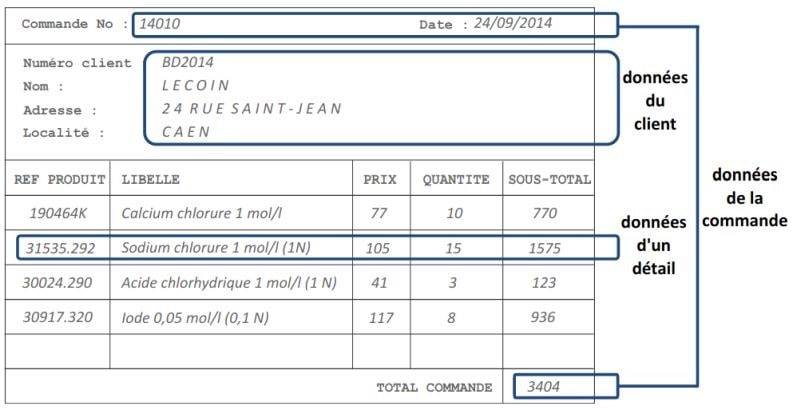 Commande No : 14010 Date : 24/09/2014
Numéro client BD2014
Nom : LECOIN
Adresse : 24 RUE SAINT-JEAN
Localité : CAEN
données
du
client
REF PRODUIT LIBELLE PRIX QUANTITE SOUS-TOTAL
190464K Calcium chlorure 1 mol/l 77 10 770
31535.292 Sodium chlorure 1 mol/l (1N) 105 15 1575
30024.290 Acide chlorhydrique 1 mol/l (1 N) 41 3 123
30917.320 Iode 0,05 mol/l (0,1 N) 117 8 936
données
d'un
détail
données
de la
commande
TOTAL COMMANDE 3404